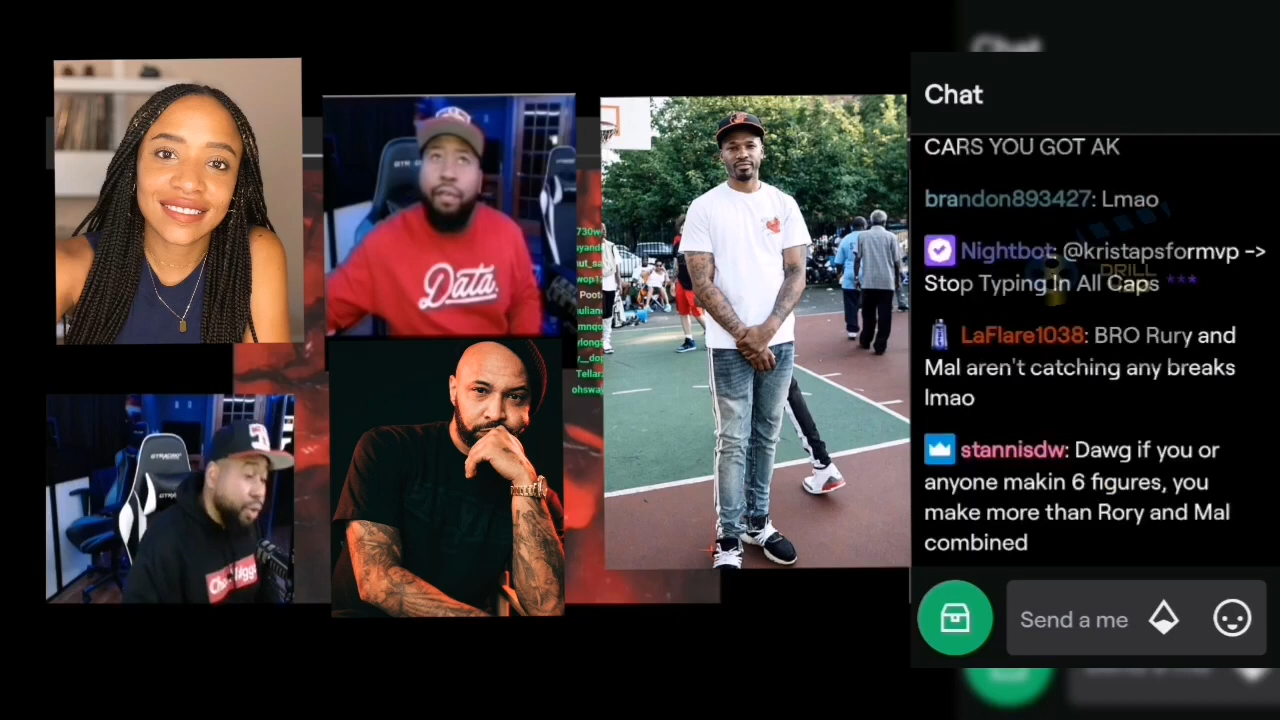 Chat
CARS YOU GOT AK
brandon893427: Lmao
Nightbot: @kristapsformvp ->
Stop Typing In All Caps ***
LaFlare1038: BRO Rury and
Mal aren't catching any breaks
lmao
stannisdw: Dawg if you or
anyone makin 6 figures, you
make more than Rory and Mal
combined
Send a me
DRILL
Data.
GTRACING